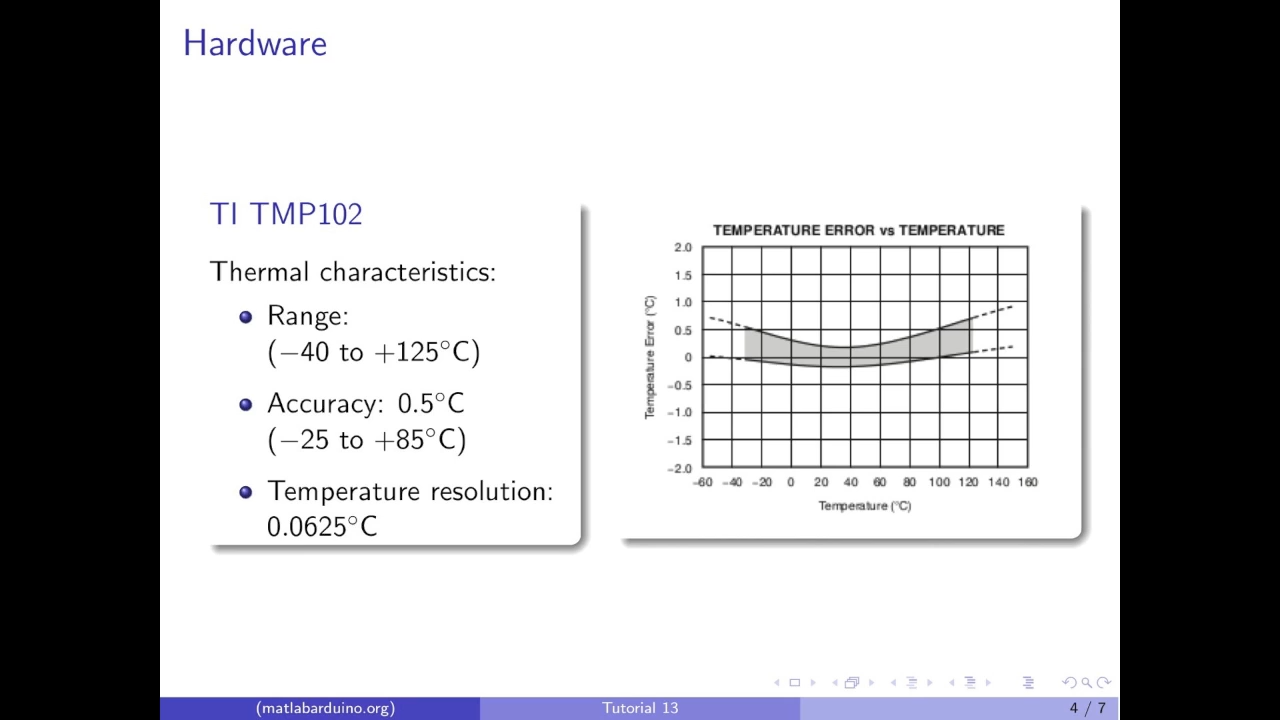 Hardware
TI TMP102
Thermal characteristics:
Range:
(−40 to +125°C)
Accuracy: 0.5°C
(−25 to +85°C)
Temperature resolution:
0.0625°C
TEMPERATURE ERROR vs TEMPERATURE
Temperature Error (°C)
2.0
1.5
1.0
0.5
0
−0.5
−1.0
−1.5
−2.0
−60 −40 −20 0 20 40 60 80 100 120 140 160
Temperature (°C)
(matlabarduino.org) Tutorial 13 4 / 7